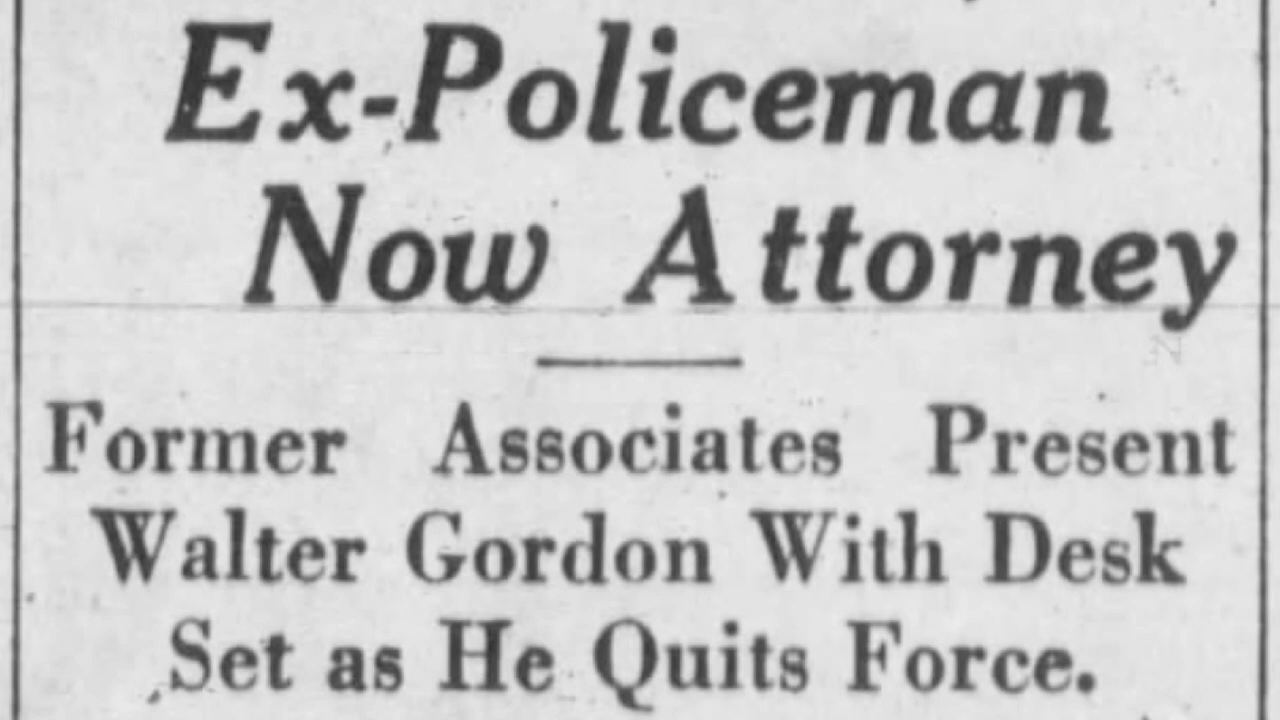 Ex-Policeman
Now Attorney
Former Associates Present
Walter Gordon With Desk
Set as He Quits Force.